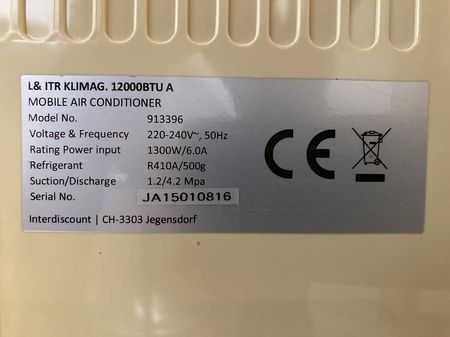 L& ITR KLIMAG. 12000BTU A
MOBILE AIR CONDITIONER
Model No. 913396
Voltage & Frequency 220-240V~, 50Hz
Rating Power input 1300W/6.0A
Refrigerant R410A/500g
Suction/Discharge 1.2/4.2 Mpa
Serial No. JA15010816
Interdiscount | CH-3303 Jegensdorf
CE